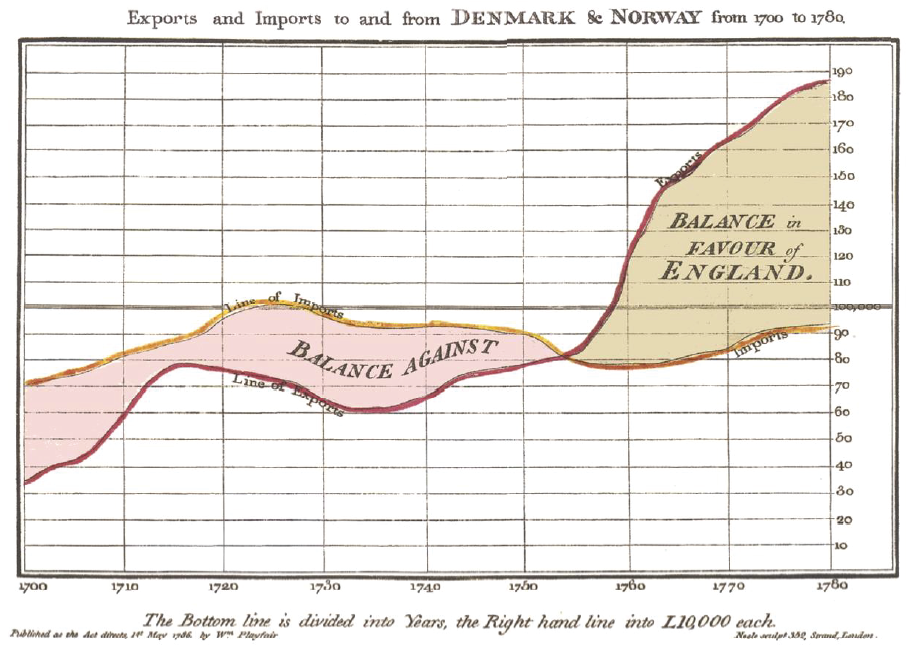 Exports and Imports to and from DENMARK & NORWAY from 1700 to 1780.
190
180
170
160
150
140
130
120
110
100,000
90
80
70
60
50
40
30
20
10
Exports
BALANCE in
FAVOUR of
ENGLAND.
Line of Imports
BALANCE AGAINST
Imports
Line of Exports
1700 1710 1720 1730 1740 1750 1760 1770 1780
The Bottom line is divided into Years, the Right hand line into L10,000 each.
Published as the Act directs, 1st May 1786. by Wm Playfair
Neele sculpt 352, Strand, London.